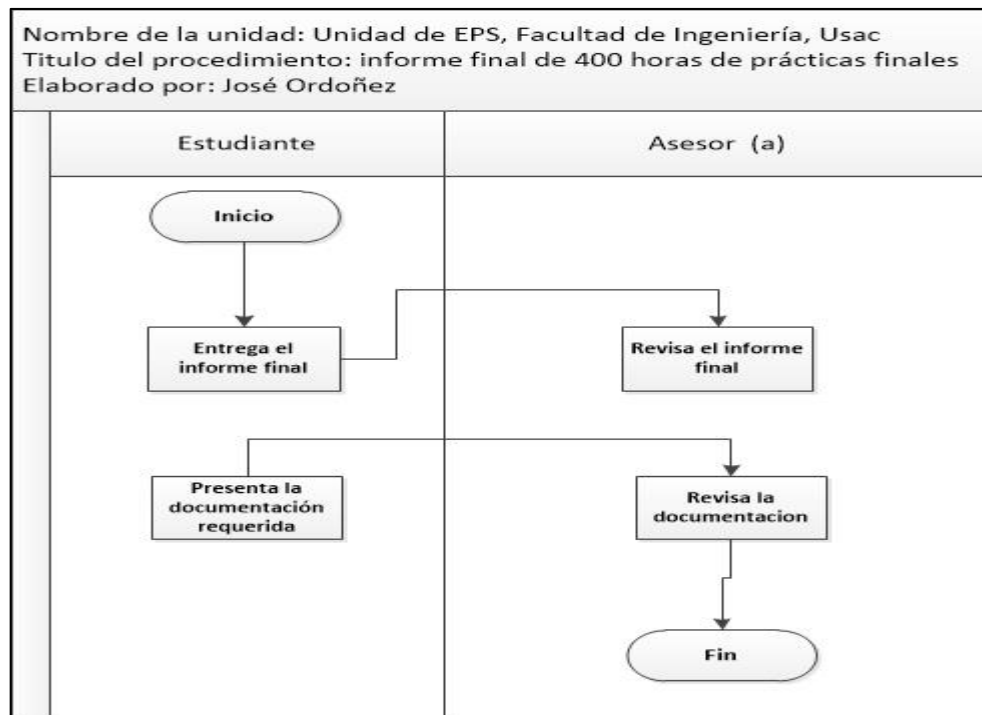 Nombre de la unidad: Unidad de EPS, Facultad de Ingeniería, Usac
Titulo del procedimiento: informe final de 400 horas de prácticas finales
Elaborado por: José Ordoñez
Estudiante
Asesor (a)
Inicio
Entrega el
informe final
Revisa el informe
final
Presenta la
documentación
requerida
Revisa la
documentacion
Fin